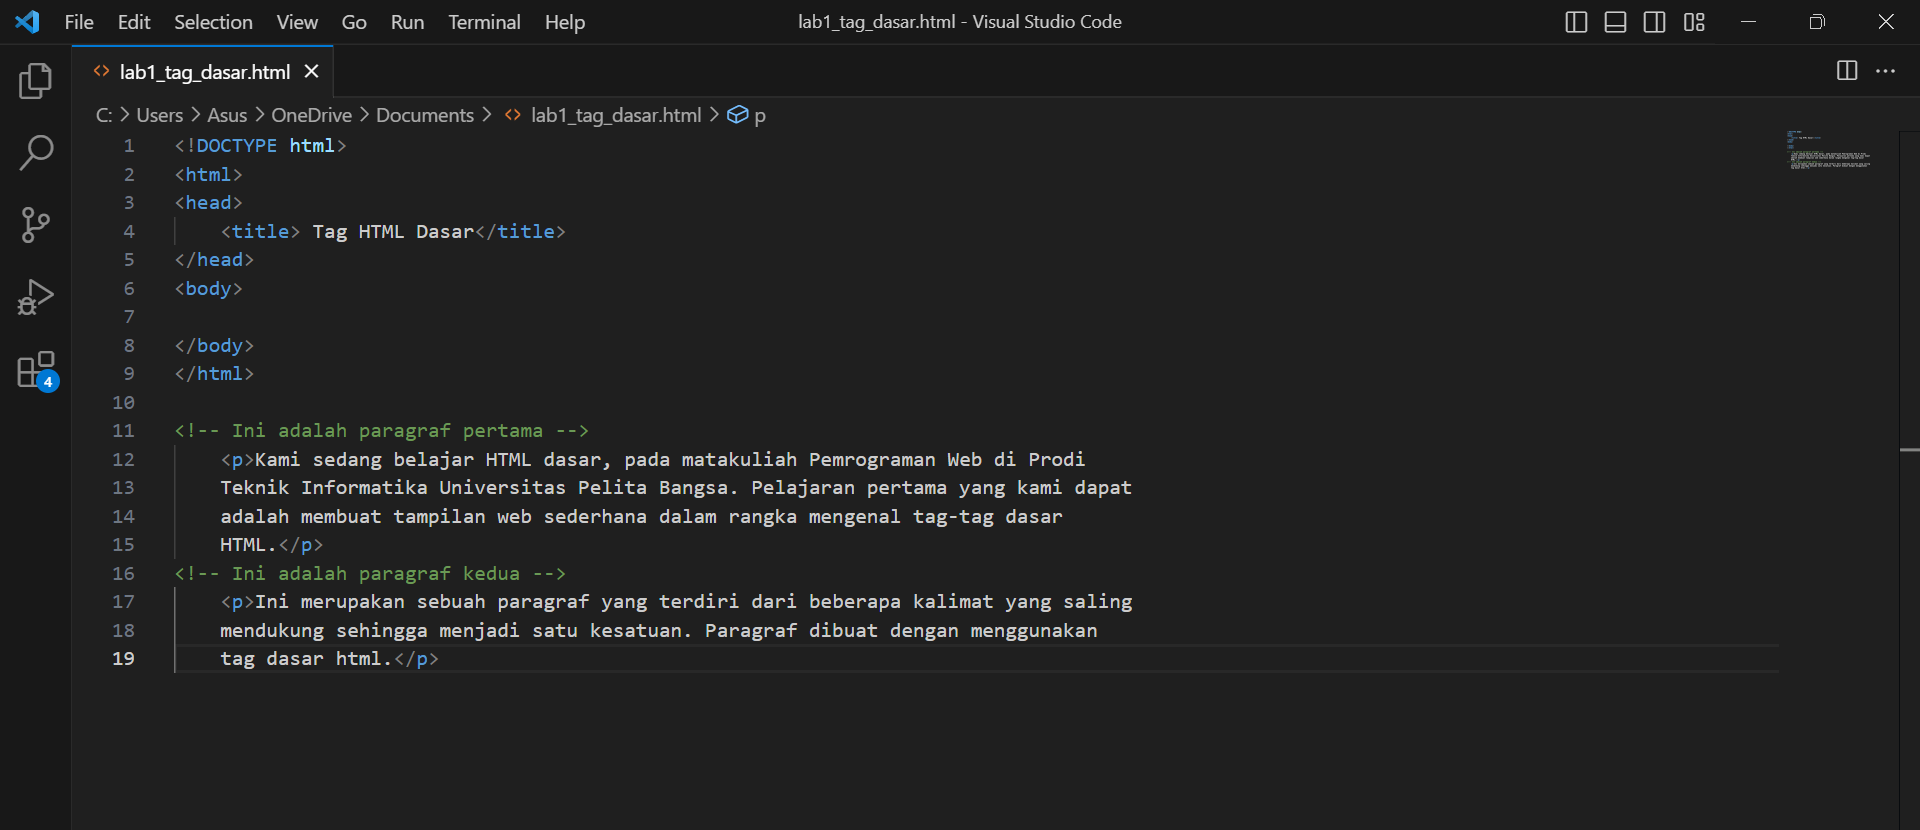 File Edit Selection View Go Run Terminal Help lab1_tag_dasar.html - Visual Studio Code
lab1_tag_dasar.html
C: > Users > Asus > OneDrive > Documents > lab1_tag_dasar.html > p
1 <!DOCTYPE html>
2 <html>
3 <head>
4     <title> Tag HTML Dasar</title>
5 </head>
6 <body>
7
8 </body>
9 </html>
10
11 <!-- Ini adalah paragraf pertama -->
12     <p>Kami sedang belajar HTML dasar, pada matakuliah Pemrograman Web di Prodi
13     Teknik Informatika Universitas Pelita Bangsa. Pelajaran pertama yang kami dapat
14     adalah membuat tampilan web sederhana dalam rangka mengenal tag-tag dasar
15     HTML.</p>
16 <!-- Ini adalah paragraf kedua -->
17     <p>Ini merupakan sebuah paragraf yang terdiri dari beberapa kalimat yang saling
18     mendukung sehingga menjadi satu kesatuan. Paragraf dibuat dengan menggunakan
19     tag dasar html.</p>
4